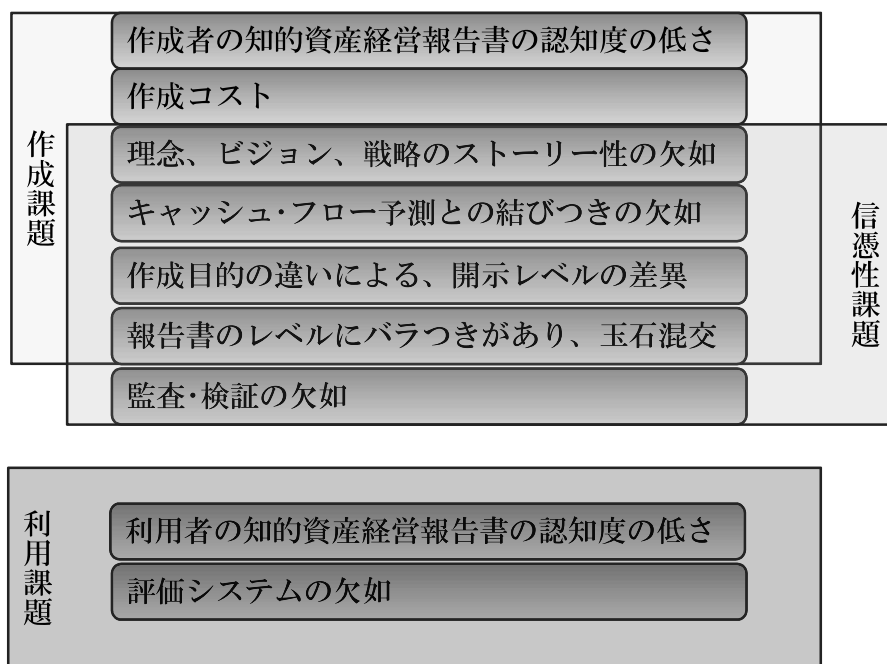 作成課題
作成者の知的資産経営報告書の認知度の低さ
作成コスト
理念、ビジョン、戦略のストーリー性の欠如
キャッシュ・フロー予測との結びつきの欠如
作成目的の違いによる、開示レベルの差異
報告書のレベルにバラつきがあり、玉石混交
監査・検証の欠如
信憑性課題
利用課題
利用者の知的資産経営報告書の認知度の低さ
評価システムの欠如